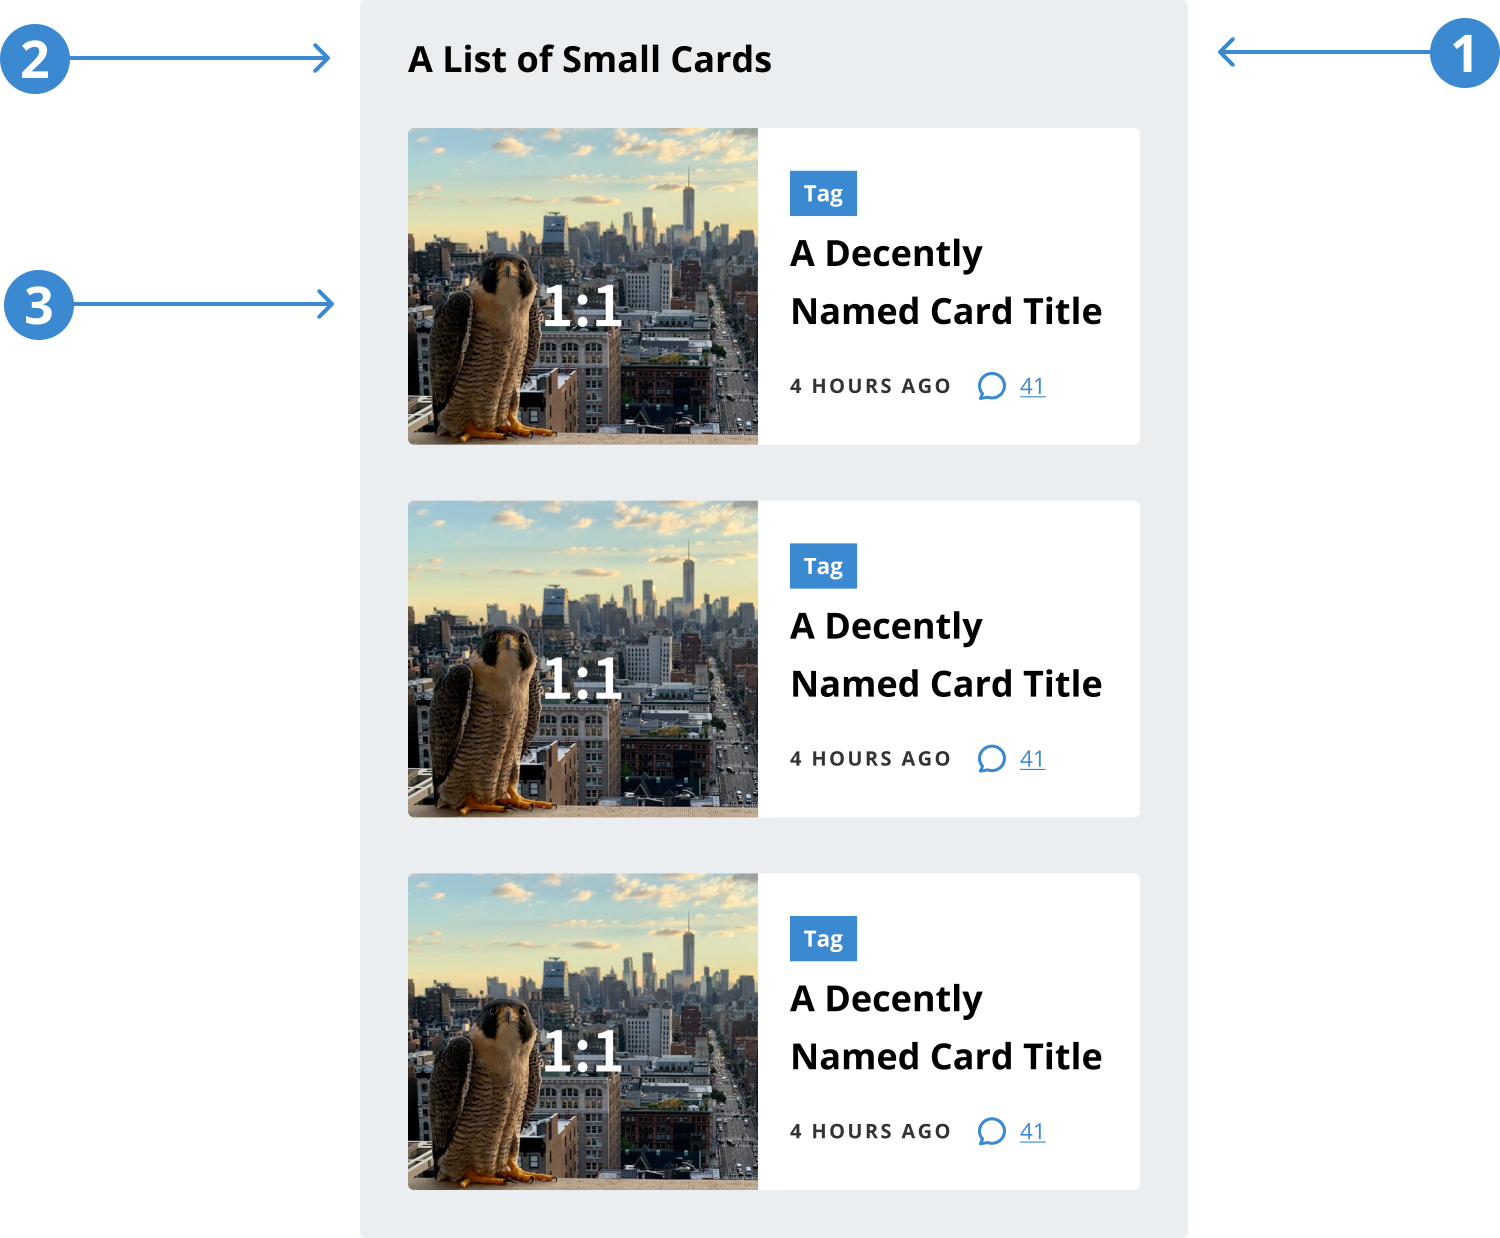 2
1
A List of Small Cards
3
1:1
Tag
A Decently
Named Card Title
4 HOURS AGO 41
1:1
Tag
A Decently
Named Card Title
4 HOURS AGO 41
1:1
Tag
A Decently
Named Card Title
4 HOURS AGO 41